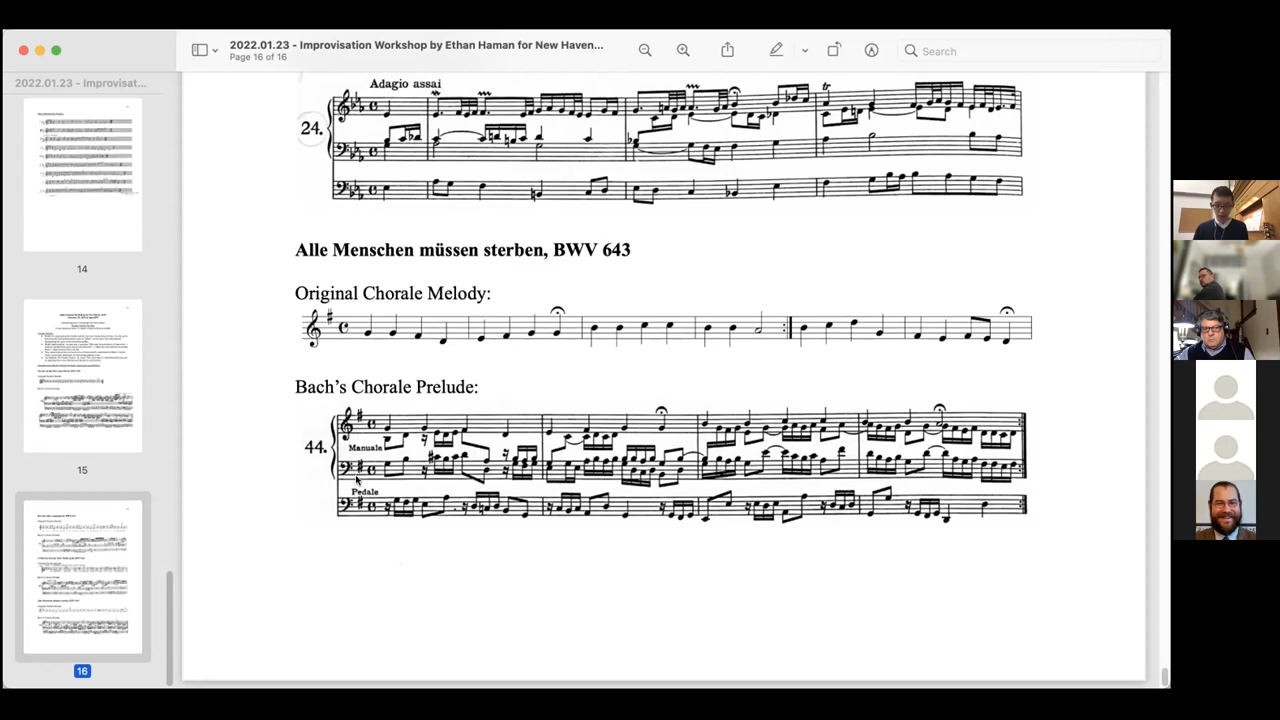 2022.01.23 - Improvisation Workshop by Ethan Haman for New Haven...
Page 16 of 16
Search
2022.01.23 - Improvisat...
14
15
16
Adagio assai
24.
Alle Menschen müssen sterben, BWV 643
Original Chorale Melody:
Bach's Chorale Prelude:
44.
Manuale
Pedale